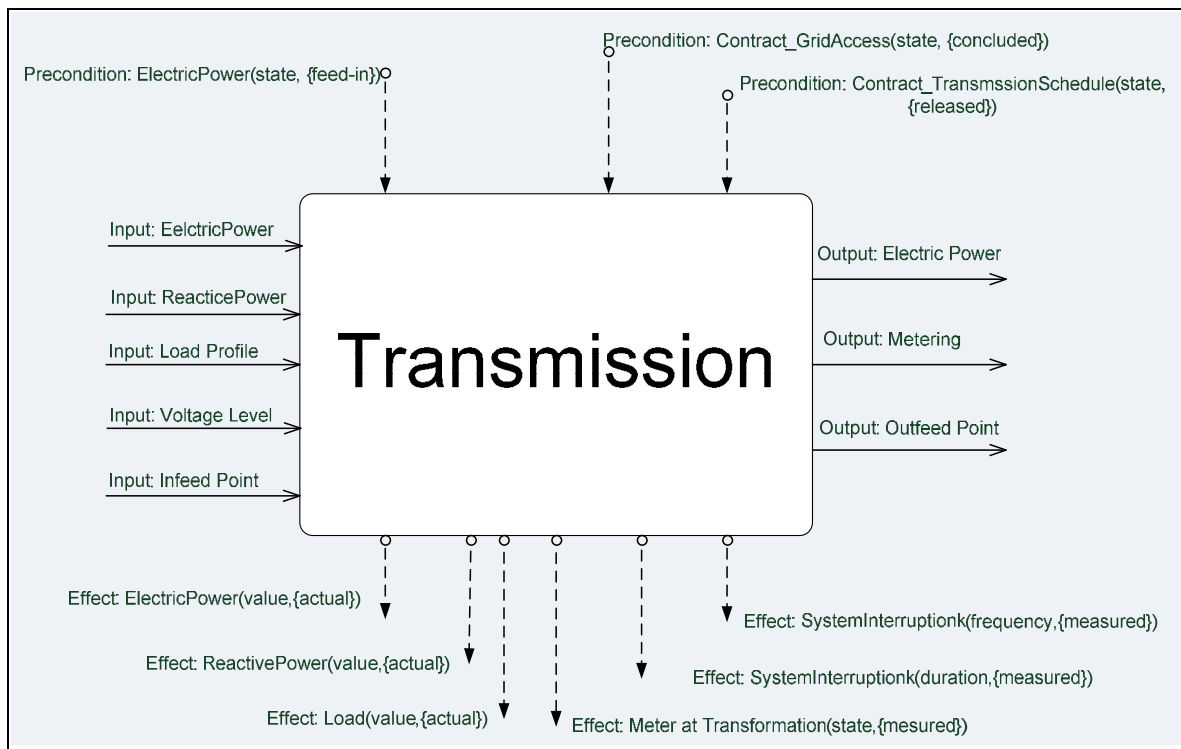 Precondition: Contract_GridAccess(state, {concluded})
Precondition: ElectricPower(state, {feed-in})
Precondition: Contract_TransmssionSchedule(state,
{released})
Input: EelctricPower
Input: ReacticePower
Input: Load Profile
Input: Voltage Level
Input: Infeed Point
Transmission
Output: Electric Power
Output: Metering
Output: Outfeed Point
Effect: ElectricPower(value,{actual})
Effect: ReactivePower(value,{actual})
Effect: Load(value,{actual})
Effect: Meter at Transformation(state,{mesured})
Effect: SystemInterruptionk(duration,{measured})
Effect: SystemInterruptionk(frequency,{measured})